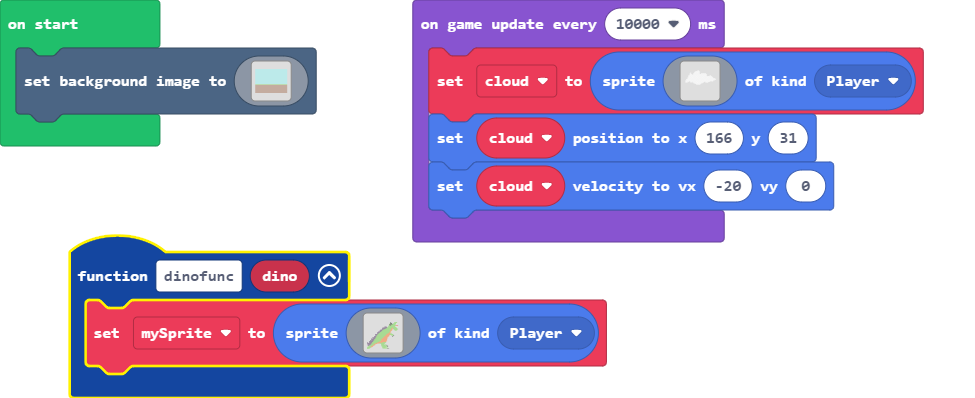 on start
set background image to
on game update every 10000 ms
set cloud to sprite of kind Player
set cloud position to x 166 y 31
set cloud velocity to vx -20 vy 0
function dinofunc dino
set mySprite to sprite of kind Player